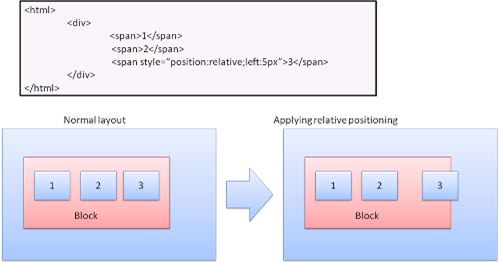 <html>
<div>
<span>1</span>
<span>2</span>
<span style="position:relative;left:5px">3</span>
</div>
</html>
Normal layout
Applying relative positioning
1 2 3
Block
1 2 3
Block